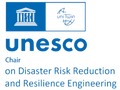 unesco
Chair
on Disaster Risk Reduction
and Resilience Engineering